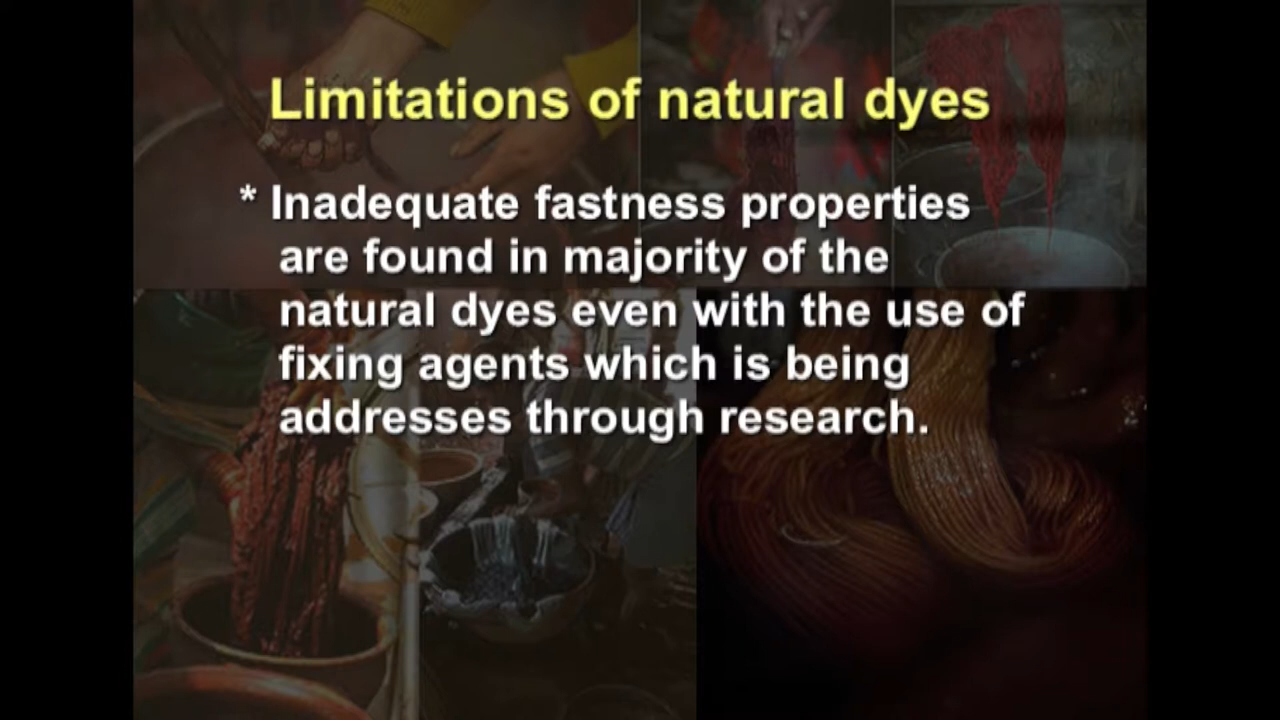 Limitations of natural dyes
* Inadequate fastness properties
are found in majority of the
natural dyes even with the use of
fixing agents which is being
addresses through research.